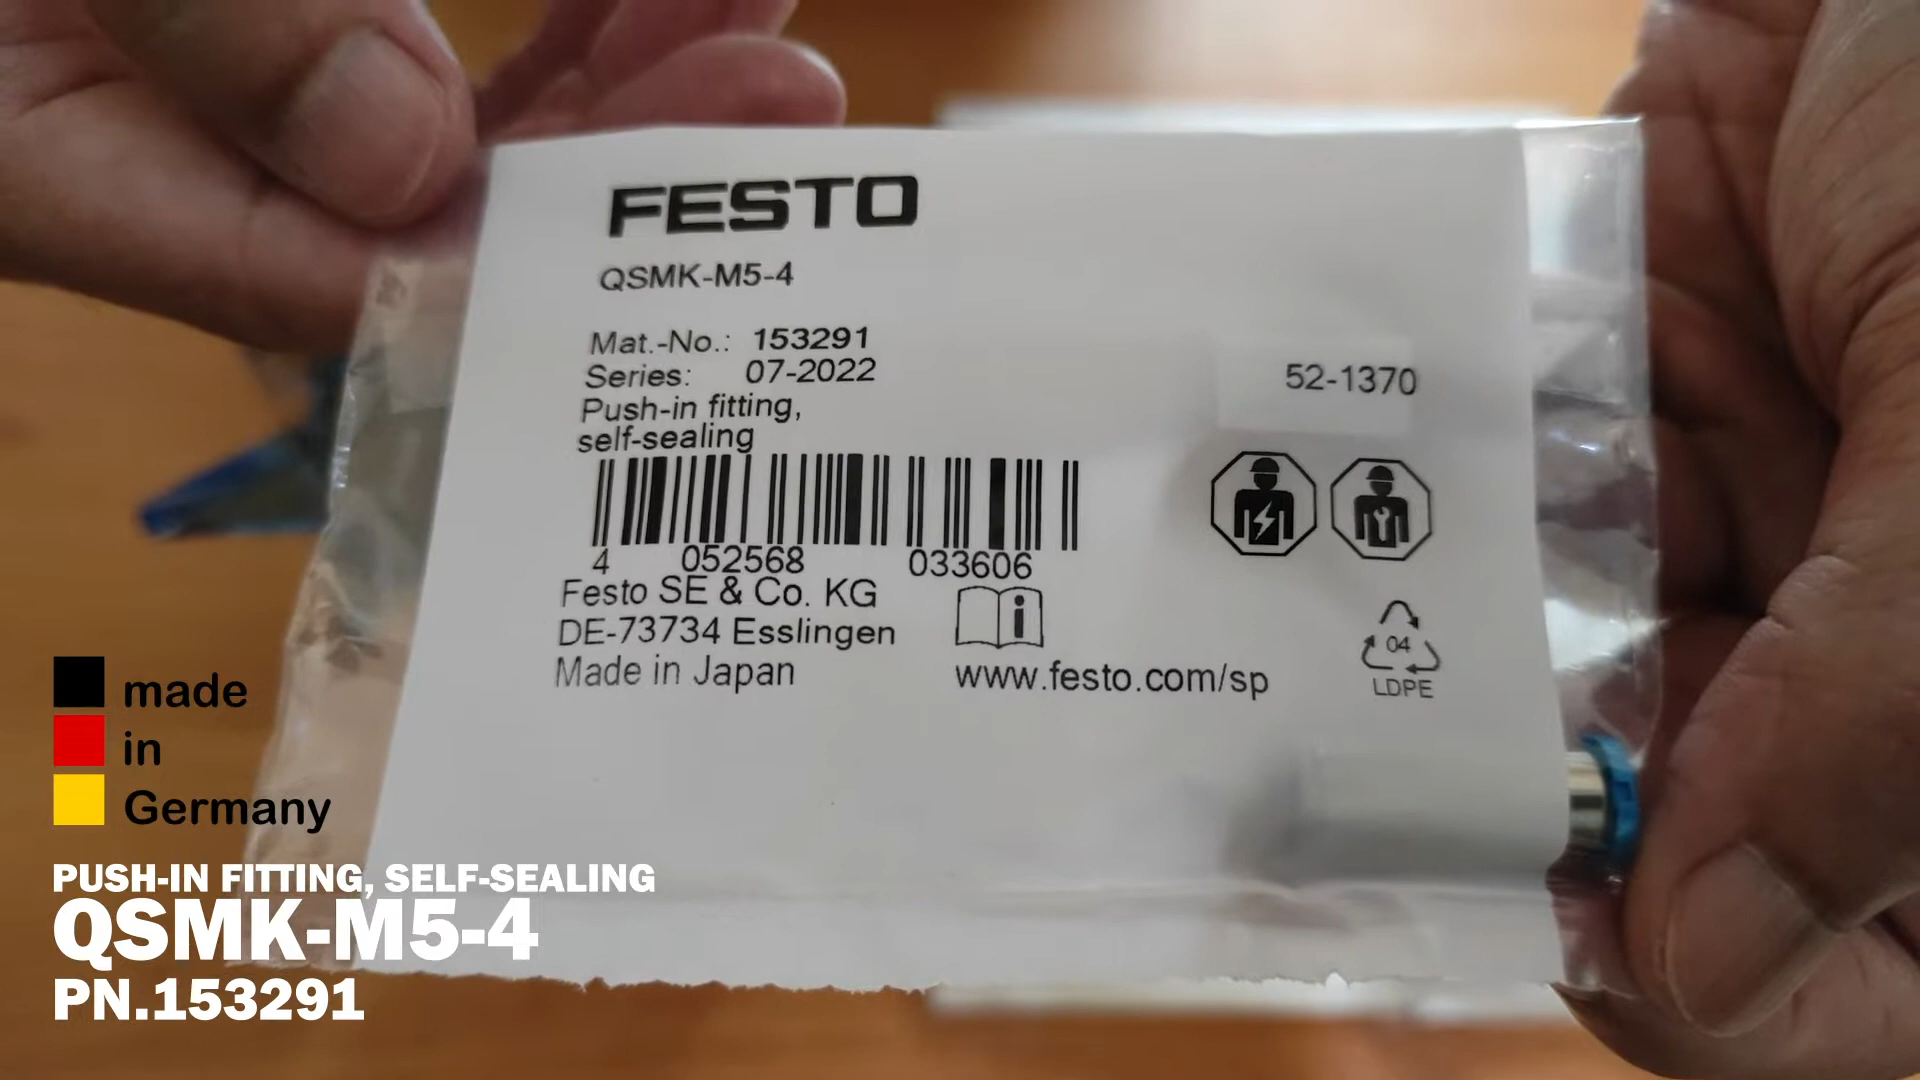 FESTO
QSMK-M5-4
Mat.-No.: 153291
Series: 07-2022
Push-in fitting,
self-sealing
52-1370
4 052568 033606
Festo SE & Co. KG
DE-73734 Esslingen
Made in Japan
www.festo.com/sp
04
LDPE
made
in
Germany
PUSH-IN FITTING, SELF-SEALING
QSMK-M5-4
PN.153291